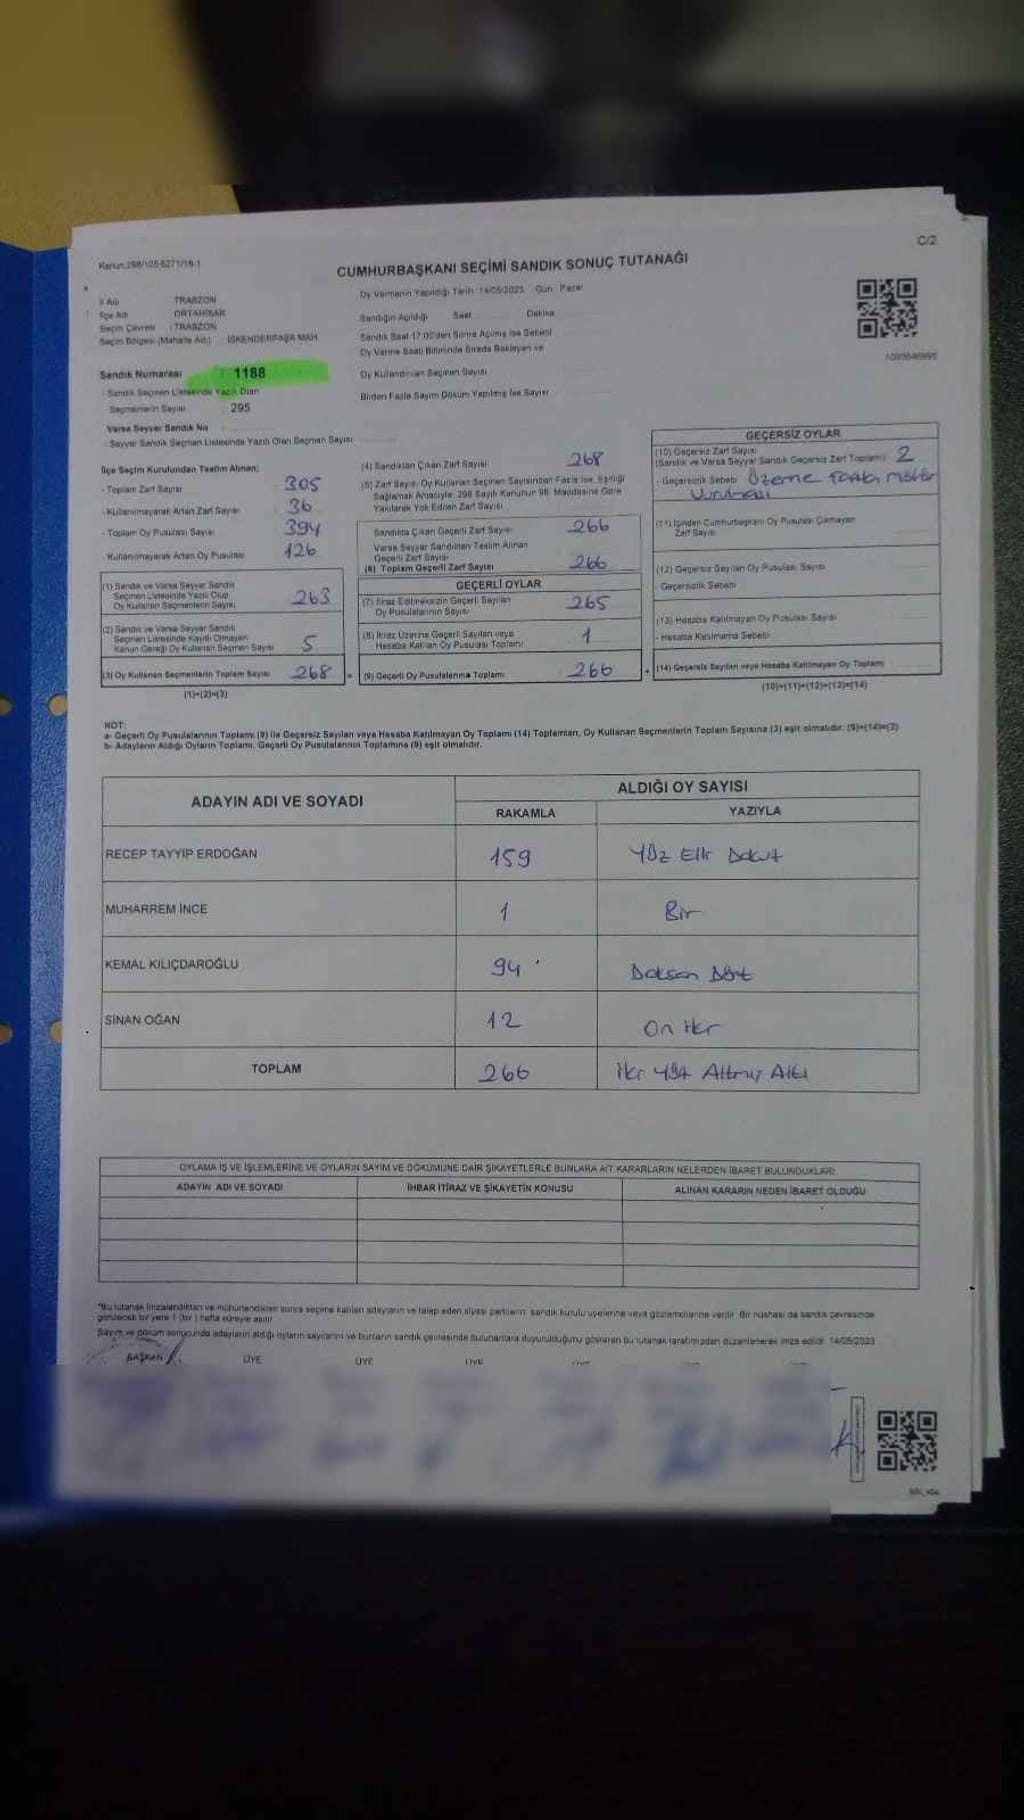 C/2
Kanun 298/105 6271/18-1
CUMHURBAŞKANI SEÇİMİ SANDIK SONUÇ TUTANAĞI
İl Adı TRABZON
İlçe Adı ORTAHİSAR
Seçim Çevresi : TRABZON
Seçim Bölgesi (Mahalle Adı) İSKENDERPAŞA MAH
Sandık Numarası : 1188
- Sandık Seçmen Listesinde Yazılı Olan
Seçmenlerin Sayısı 295
Varsa Seyyar Sandık No
- Seyyar Sandık Seçmen Listesinde Yazılı Olan Seçmen Sayısı
Oy Vermenin Yapıldığı Tarih: 14/05/2023 Gün: Pazar
Sandığın Açıldığı Saat Dakika
Sandık Saat 17.00'den Sonra Açılmış İse Sebebi
Oy Verme Saati Bitiminde Sırada Bekleyen ve
Oy Kullandırılan Seçmen Sayısı
Birden Fazla Sayım Döküm Yapılmış İse Sayısı
İlçe Seçim Kurulundan Teslim Alınan:
- Toplam Zarf Sayısı 305
- Kullanılmayarak Artan Zarf Sayısı 36
- Toplam Oy Pusulası Sayısı 394
- Kullanılmayarak Artan Oy Pusulası 126
(1) Sandık ve Varsa Seyyar Sandık
Seçmen Listesinde Yazılı Olup
Oy Kullanan Seçmenlerin Sayısı 263
(2) Sandık ve Varsa Seyyar Sandık
Seçmen Listesinde Kayıtlı Olmayan
Kanun Gereği Oy Kullanan Seçmen Sayısı 5
(3) Oy Kullanan Seçmenlerin Toplam Sayısı 268
(1)+(2)=(3)
(4) Sandıktan Çıkan Zarf Sayısı 268
(5) Zarf Sayısı, Oy Kullanan Seçmen Sayısından Fazla İse, Eşitliği
Sağlamak Amacıyla, 298 Sayılı Kanunun 98. Maddesine Göre
Yakılarak Yok Edilen Zarf Sayısı
Sandıkta Çıkan Geçerli Zarf Sayısı 266
Varsa Seyyar Sandıktan Teslim Alınan
Geçerli Zarf Sayısı
(6) Toplam Geçerli Zarf Sayısı 266
GEÇERLİ OYLAR
(7) İtiraz Edilmeksizin Geçerli Sayılan
Oy Pusulalarının Sayısı 265
(8) İtiraz Üzerine Geçerli Sayılan veya
Hesaba Katılan Oy Pusulası Toplamı 1
(9) Geçerli Oy Pusulalarının Toplamı 266
GEÇERSİZ OYLAR
(10) Geçersiz Zarf Sayısı
(Sandık ve Varsa Seyyar Sandık Geçersiz Zarf Toplamı) 2
- Geçersizlik Sebebi Üzerine Fazla mühür
Vurulması
(11) İçinden Cumhurbaşkanı Oy Pusulası Çıkmayan
Zarf Sayısı
(12) Geçersiz Sayılan Oy Pusulası Sayısı
Geçersizlik Sebebi
(13) Hesaba Katılmayan Oy Pusulası Sayısı
- Hesaba Katılmama Sebebi
(14) Geçersiz Sayılan veya Hesaba Katılmayan Oy Toplamı
(10)+(11)+(12)+(13)=(14)
NOT:
a- Geçerli Oy Pusulalarının Toplamı (9) ile Geçersiz Sayılan veya Hesaba Katılmayan Oy Toplamı (14) Toplamları, Oy Kullanan Seçmenlerin Toplam Sayısına (3) eşit olmalıdır. (9)+(14)=(3)
b- Adayların Aldığı Oyların Toplamı, Geçerli Oy Pusulalarının Toplamına (9) eşit olmalıdır.
ADAYIN ADI VE SOYADI
ALDIĞI OY SAYISI
RAKAMLA YAZIYLA
RECEP TAYYİP ERDOĞAN 159 Yüz Elli Dokuz
MUHARREM İNCE 1 Bir
KEMAL KILIÇDAROĞLU 94 Doksan Dört
SİNAN OĞAN 12 On iki
TOPLAM 266 İki yüz Altmış Altı
OYLAMA İŞ VE İŞLEMLERİNE VE OYLARIN SAYIM VE DÖKÜMÜNE DAİR ŞİKAYETLERLE BUNLARA AİT KARARLARIN NELERDEN İBARET BULUNDUKLARI
ADAYIN ADI VE SOYADI İHBAR İTİRAZ VE ŞİKAYETİN KONUSU ALINAN KARARIN NEDEN İBARET OLDUĞU
*Bu tutanak imzalandıktan ve mühürlendikten sonra seçime katılan adayların ve talep eden siyasi partilerin, sandık kurulu üyelerine veya gözlemcilerine verilir. Bir nüshası da sandık çevresinde
görülecek bir yere 1 (bir) hafta süreyle asılır.
Sayım ve döküm sonucunda adayların aldığı oyların sayılarını ve bunların sandık çevresinde bulunanlara duyurulduğunu gösteren bu tutanak tarafımızdan düzenlenerek imza edildi. 14/05/2023
BAŞKAN ÜYE ÜYE ÜYE